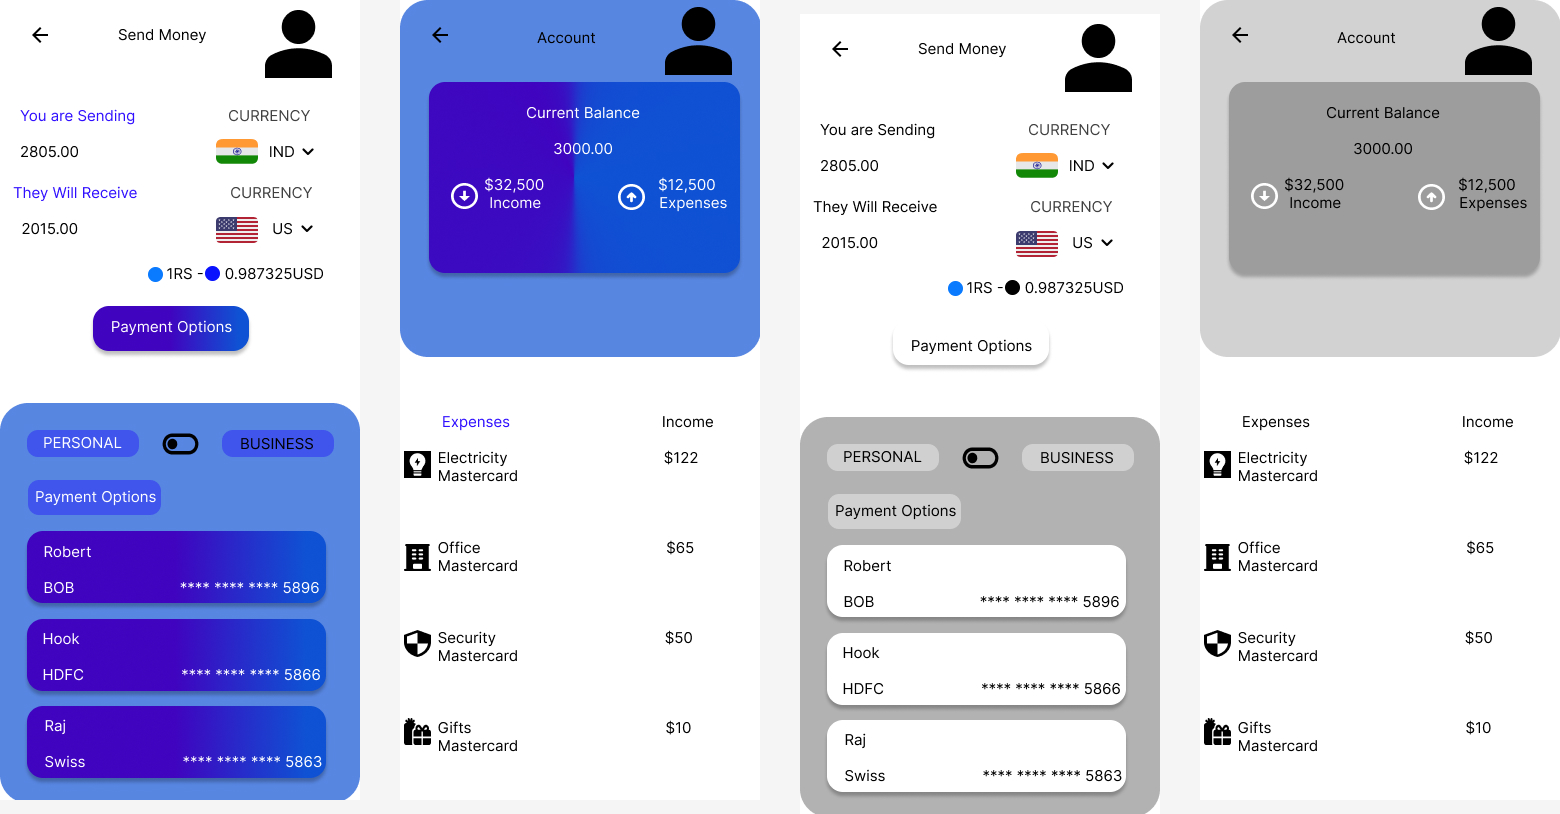 Send Money
You are Sending
CURRENCY
2805.00
IND
They Will Receive
CURRENCY
2015.00
US
1RS - 0.987325USD
Payment Options
PERSONAL
BUSINESS
Payment Options
Robert
BOB
**** **** **** 5896
Hook
HDFC
**** **** **** 5866
Raj
Swiss
**** **** **** 5863
Account
Current Balance
3000.00
$32,500
Income
$12,500
Expenses
Expenses
Income
Electricity
Mastercard
$122
Office
Mastercard
$65
Security
Mastercard
$50
Gifts
Mastercard
$10
Send Money
You are Sending
CURRENCY
2805.00
IND
They Will Receive
CURRENCY
2015.00
US
1RS - 0.987325USD
Payment Options
PERSONAL
BUSINESS
Payment Options
Robert
BOB
**** **** **** 5896
Hook
HDFC
**** **** **** 5866
Raj
Swiss
**** **** **** 5863
Account
Current Balance
3000.00
$32,500
Income
$12,500
Expenses
Expenses
Income
Electricity
Mastercard
$122
Office
Mastercard
$65
Security
Mastercard
$50
Gifts
Mastercard
$10